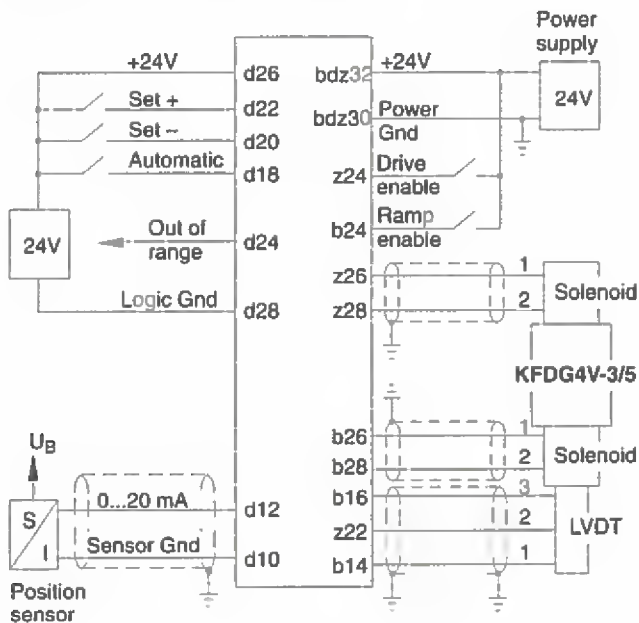 Power
supply
24V
+24V
d26
bdz32
+24V
Set +
d22
bdz30
Power
Gnd
Set –
d20
Automatic
d18
z24
Drive
enable
24V
Out of
range
d24
b24
Ramp
enable
z26
1
Solenoid
Logic Gnd
d28
z28
2
KFDG4V-3/5
U_B
b26
1
Solenoid
b28
2
S
I
0...20 mA
d12
b16
3
LVDT
z22
2
Sensor Gnd
d10
b14
1
Position
sensor